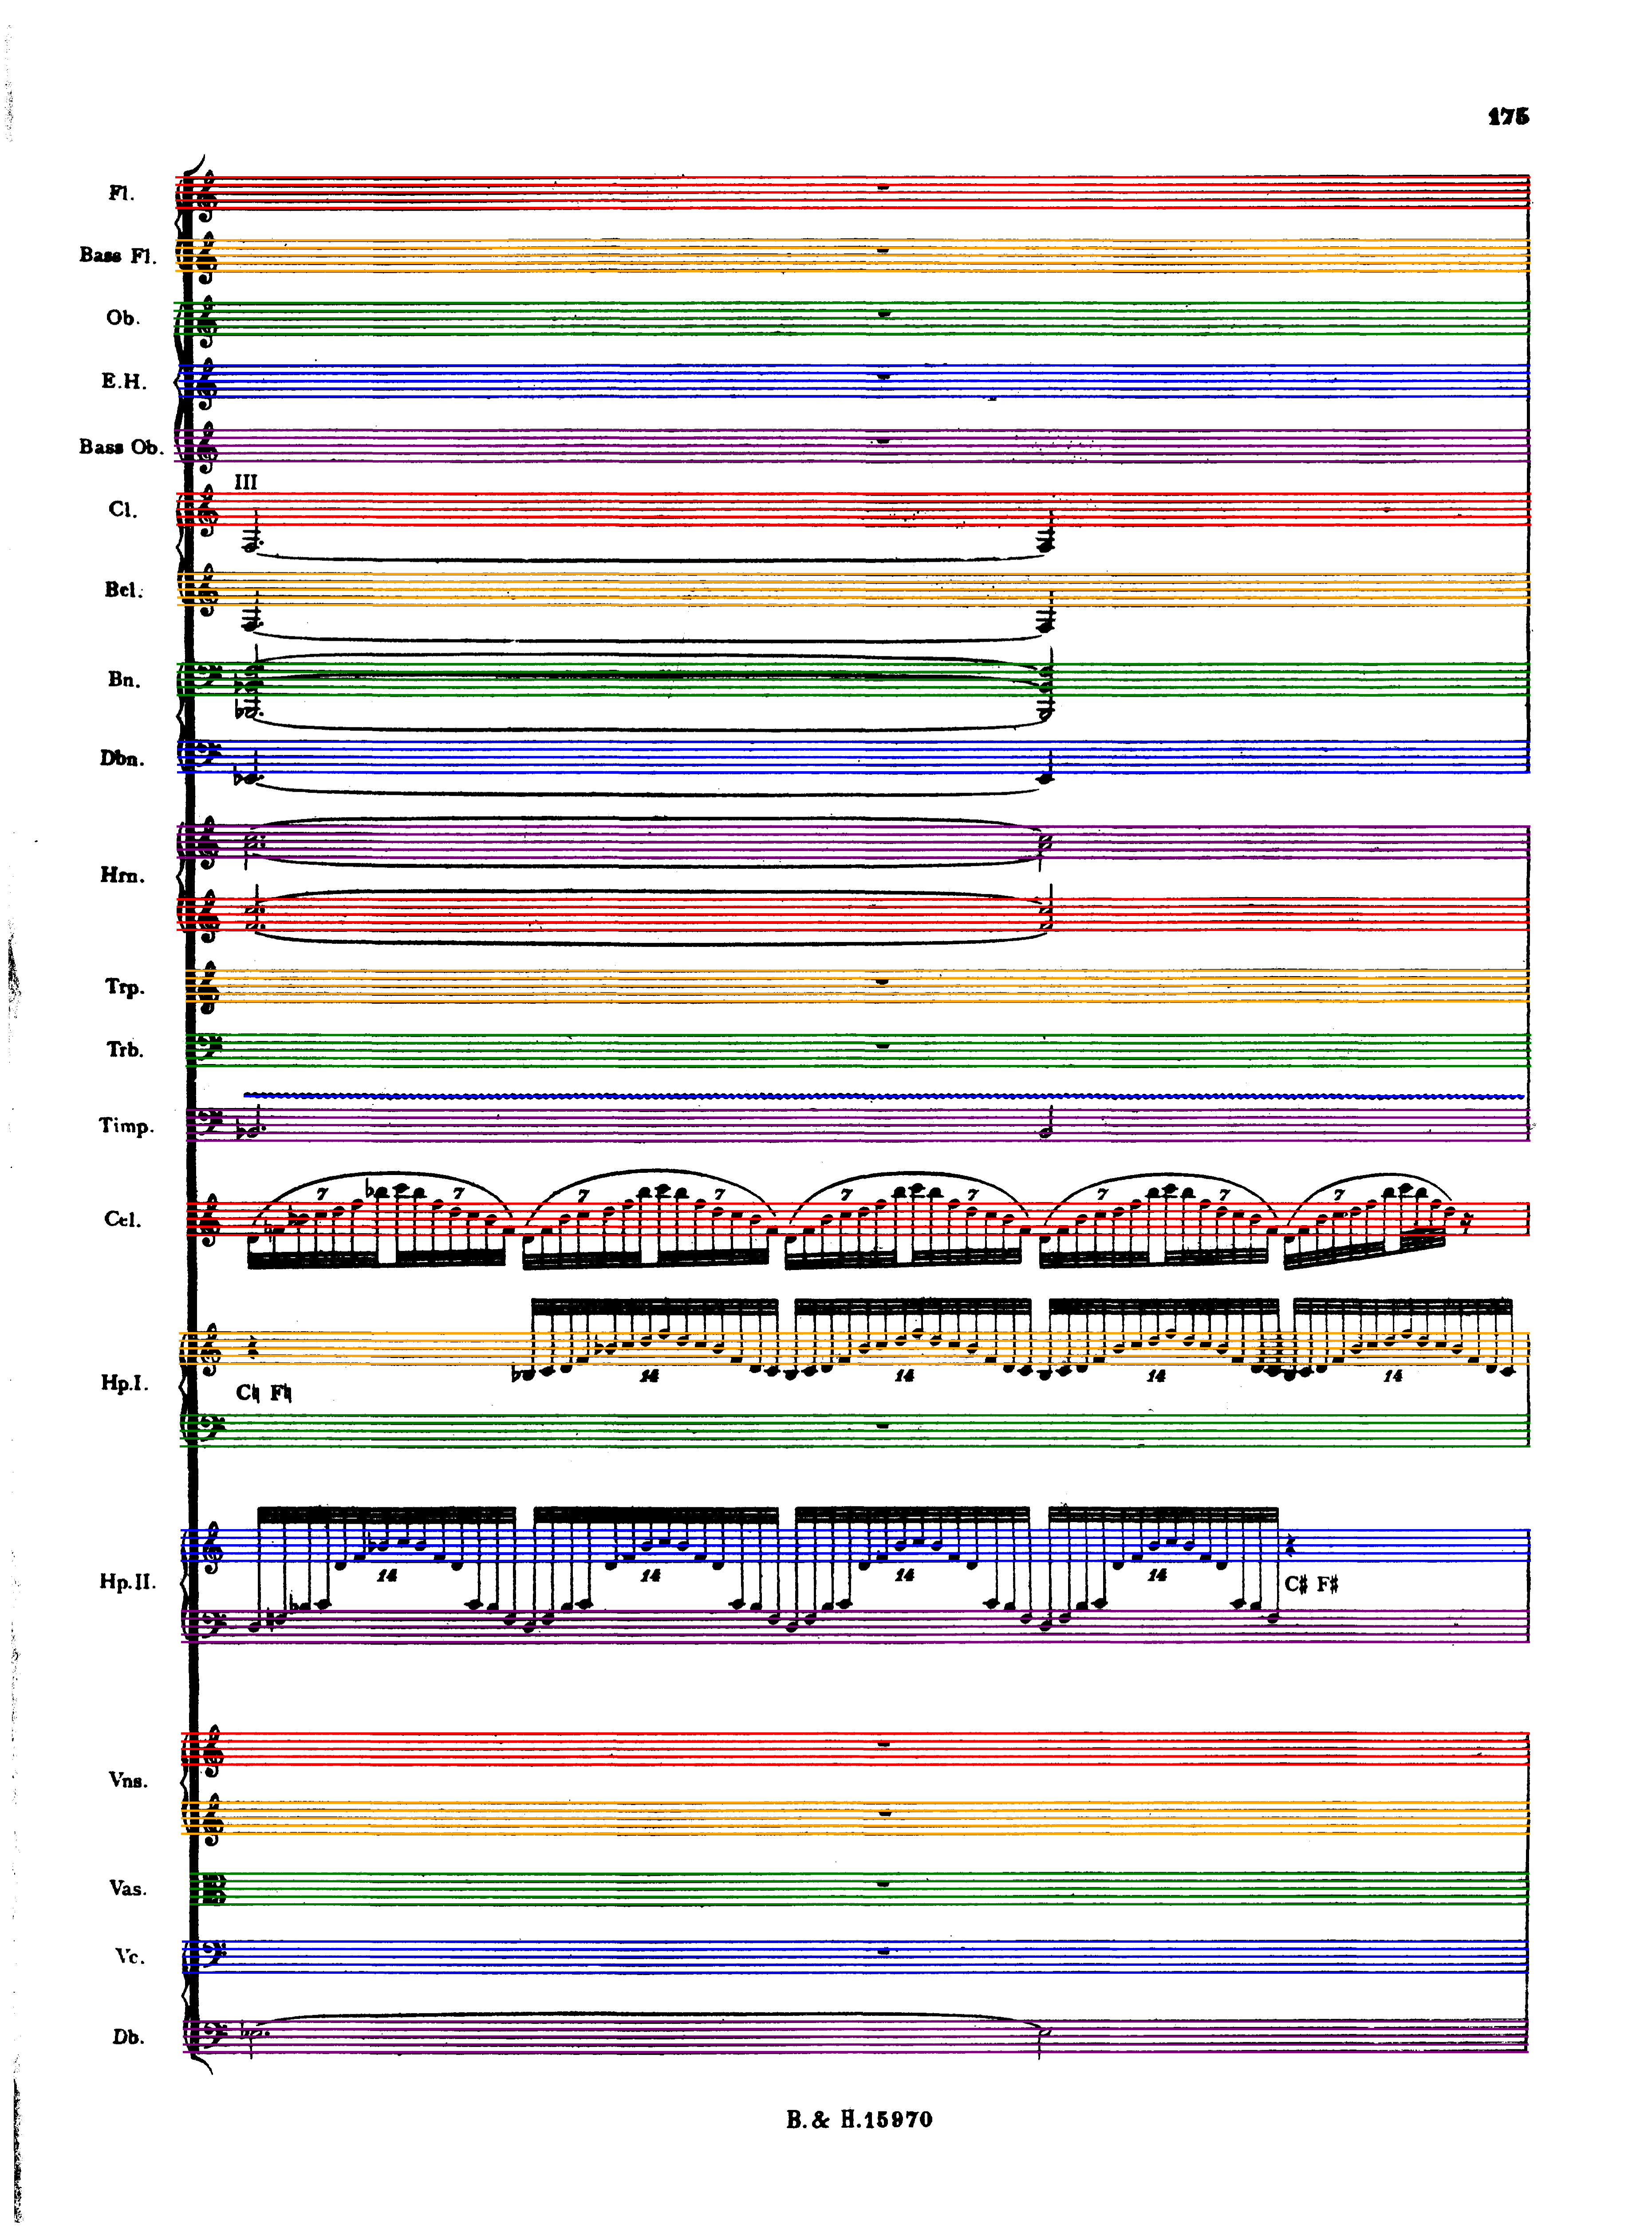 175
Fl.
Bass Fl.
Ob.
E.H.
Bass Ob.
III
Cl.
Bcl.
Bn.
Dbn.
Hrn.
Trp.
Trb.
Timp.
Cel.
7 7 7 7 7 7 7 7 7
14 14 14 14
Hp.I.
C♮ F♮
14 14 14 14
Hp.II.
C♯ F♯
Vns.
Vas.
Vc.
Db.
B. & H. 15970